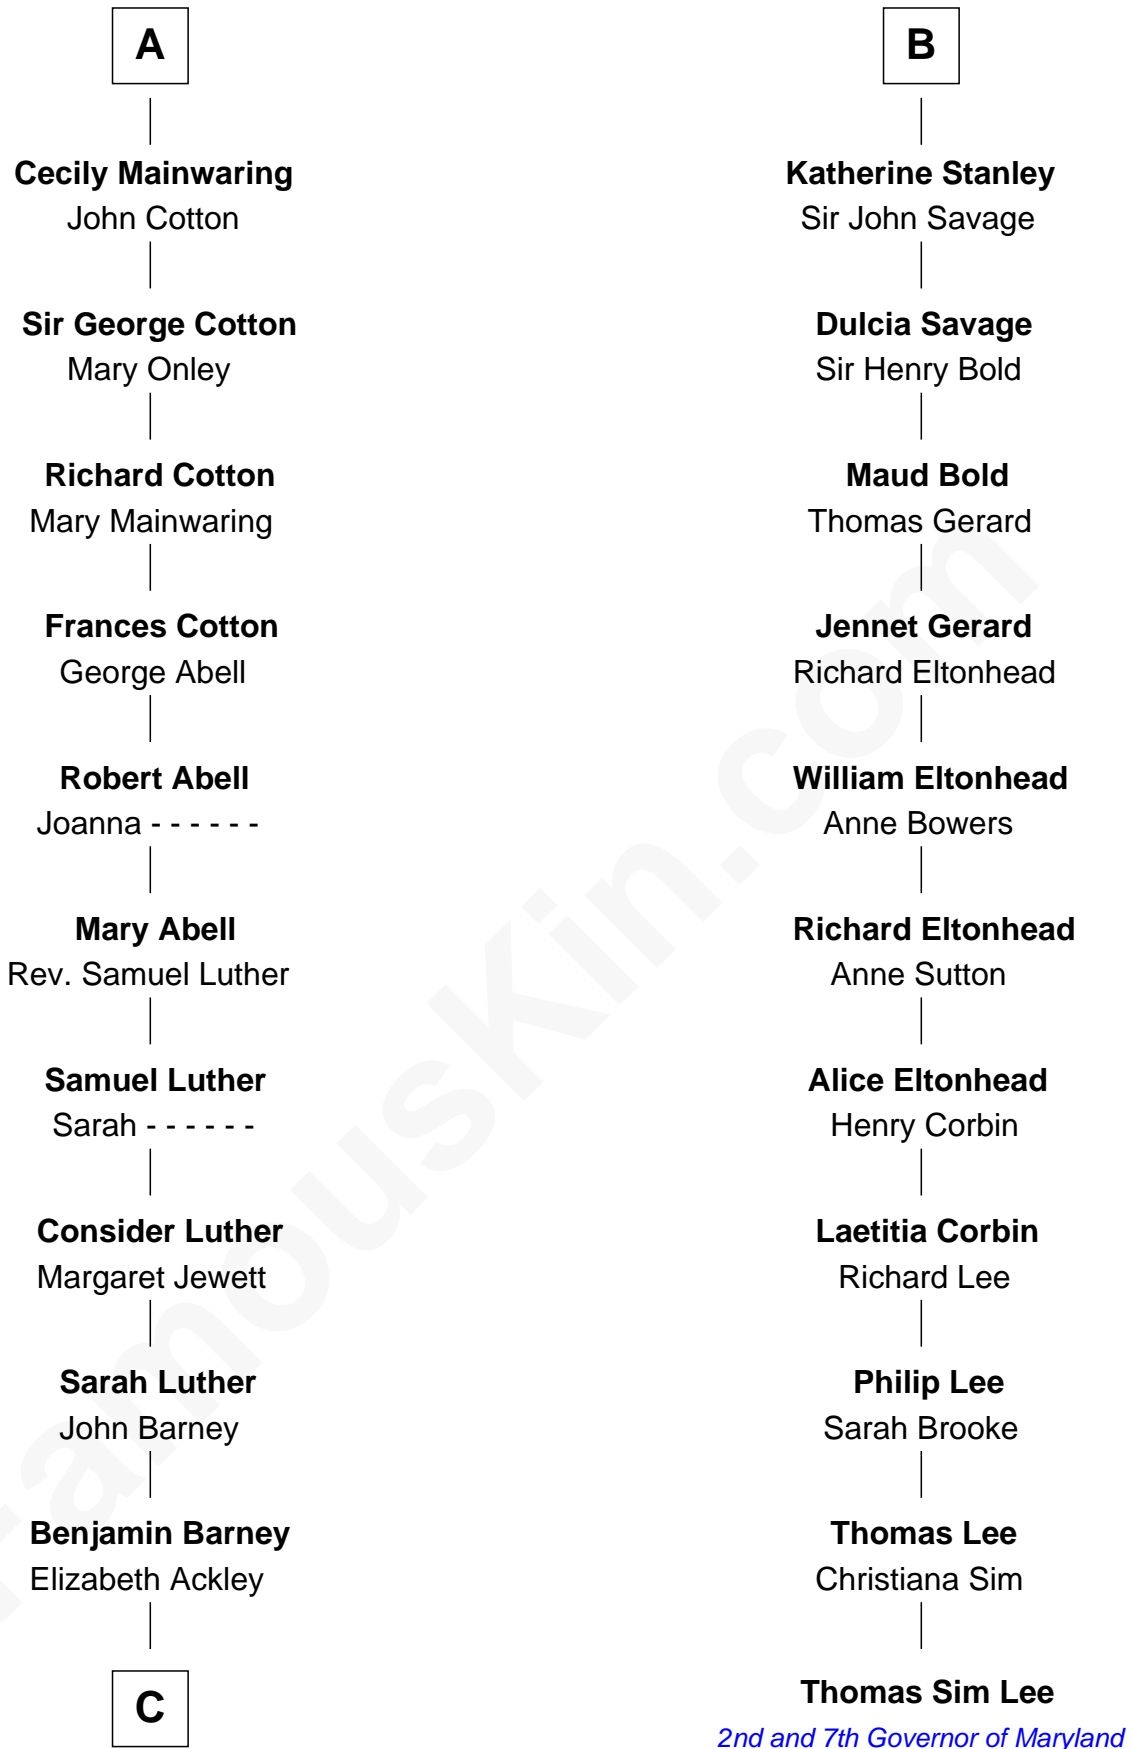 A
Cecily Mainwaring
John Cotton
Sir George Cotton
Mary Onley
Richard Cotton
Mary Mainwaring
Frances Cotton
George Abell
Robert Abell
Joanna - - - - - -
Mary Abell
Rev. Samuel Luther
Samuel Luther
Sarah - - - - - -
Consider Luther
Margaret Jewett
Sarah Luther
John Barney
Benjamin Barney
Elizabeth Ackley
C
B
Katherine Stanley
Sir John Savage
Dulcia Savage
Sir Henry Bold
Maud Bold
Thomas Gerard
Jennet Gerard
Richard Eltonhead
William Eltonhead
Anne Bowers
Richard Eltonhead
Anne Sutton
Alice Eltonhead
Henry Corbin
Laetitia Corbin
Richard Lee
Philip Lee
Sarah Brooke
Thomas Lee
Christiana Sim
Thomas Sim Lee
2nd and 7th Governor of Maryland
FamousKin.com